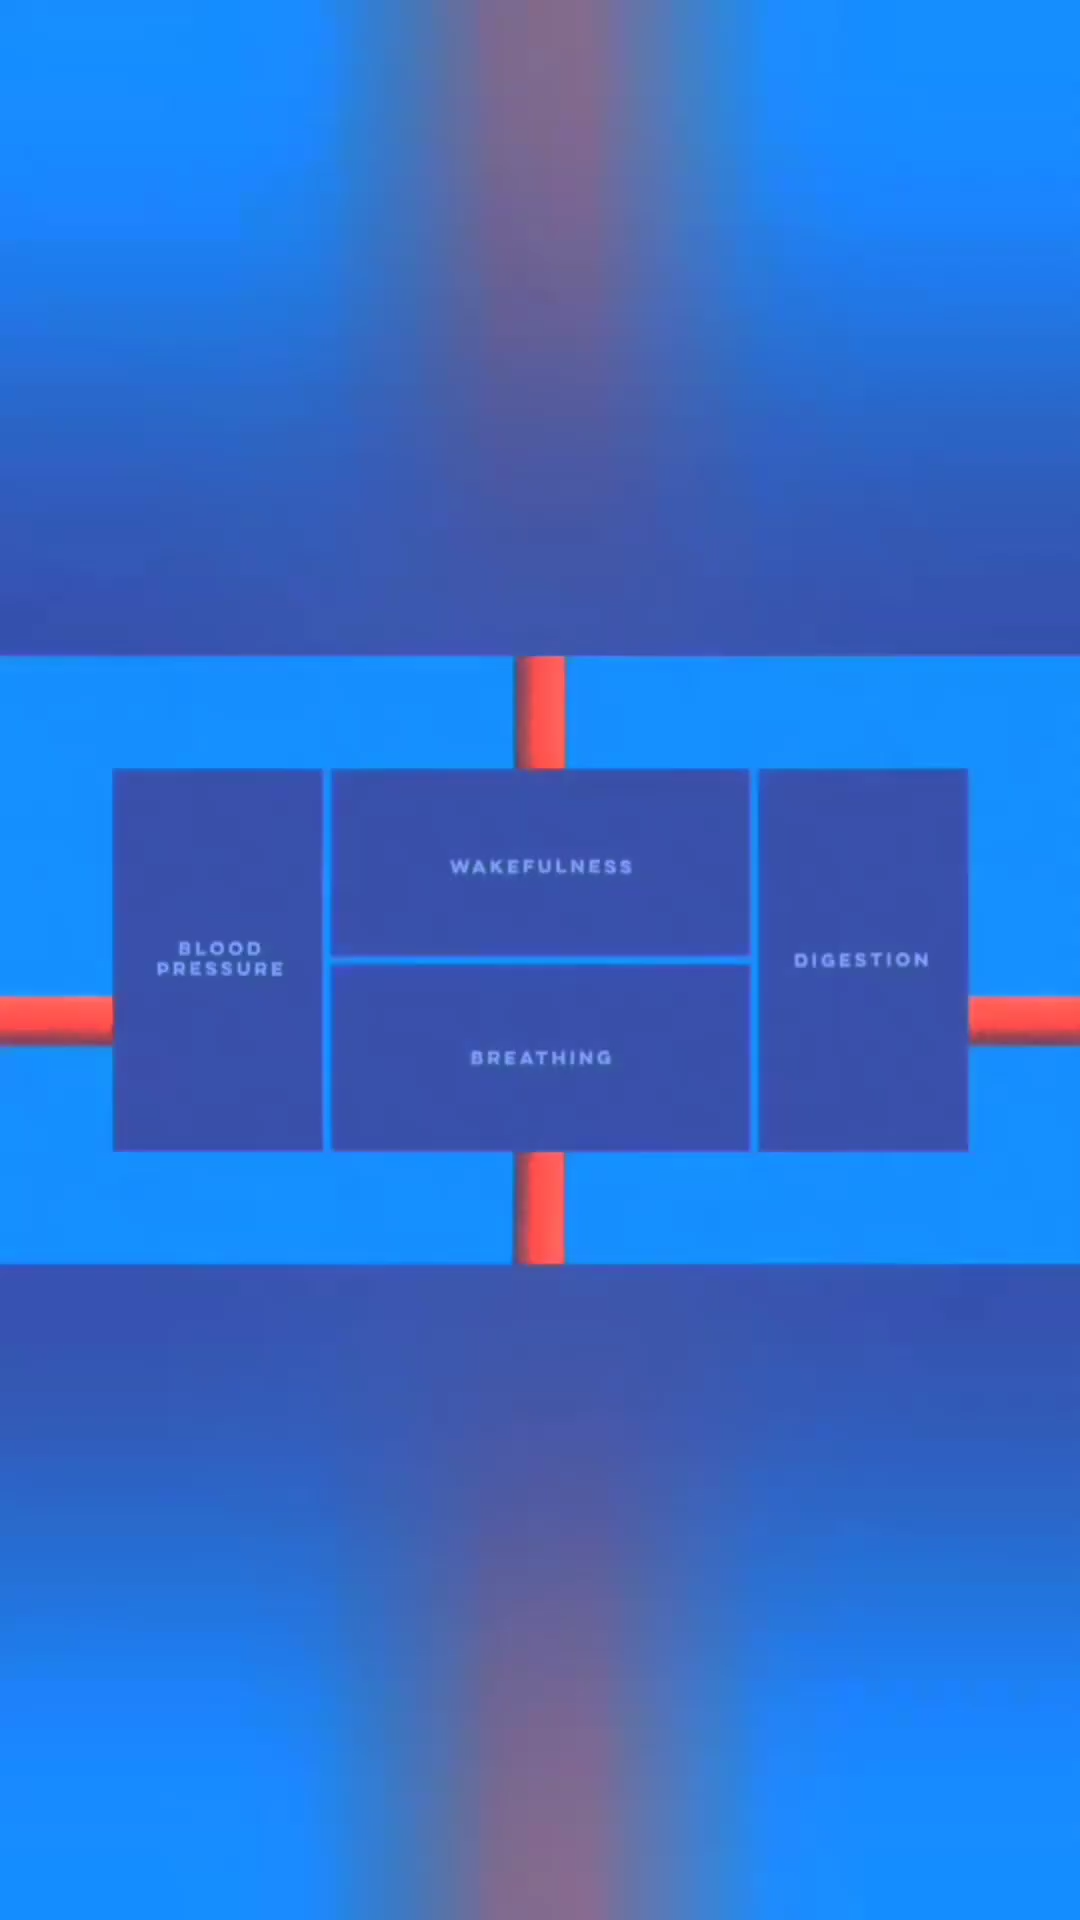 WAKEFULNESS
BLOOD
PRESSURE
DIGESTION
BREATHING